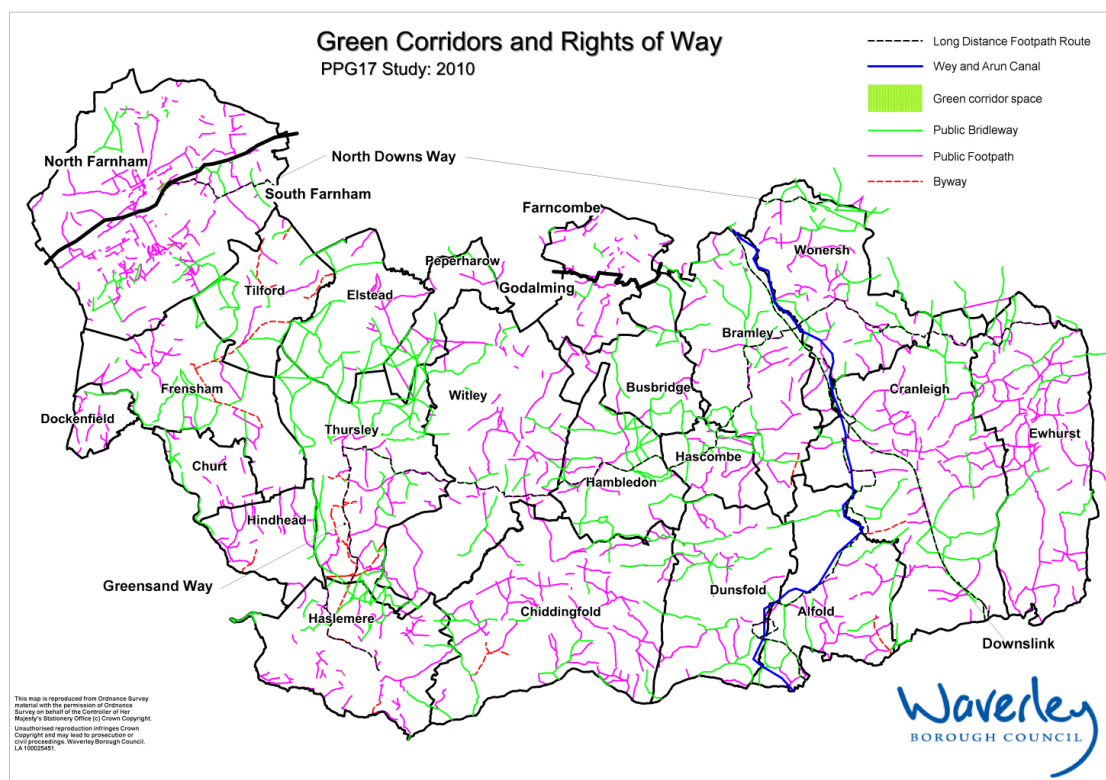 Green Corridors and Rights of Way
PPG17 Study: 2010
Long Distance Footpath Route
Wey and Arun Canal
Green corridor space
Public Bridleway
Public Footpath
Byway
North Farnham
North Downs Way
South Farnham
Farncombe
Wonersh
Peperharow
Godalming
Tilford
Elstead
Bramley
Frensham
Witley
Busbridge
Cranleigh
Dockenfield
Thursley
Ewhurst
Churt
Hascombe
Hambledon
Hindhead
Greensand Way
Dunsfold
Haslemere
Chiddingfold
Alfold
Downslink
This map is reproduced from Ordnance Survey
material with the permission of Ordnance
Survey on behalf of the Controller of Her
Majesty's Stationery Office (c) Crown Copyright.
Unauthorised reproduction infringes Crown
Copyright and may lead to prosecution or
civil proceedings. Waverley Borough Council.
LA 100025451.
Waverley
BOROUGH COUNCIL